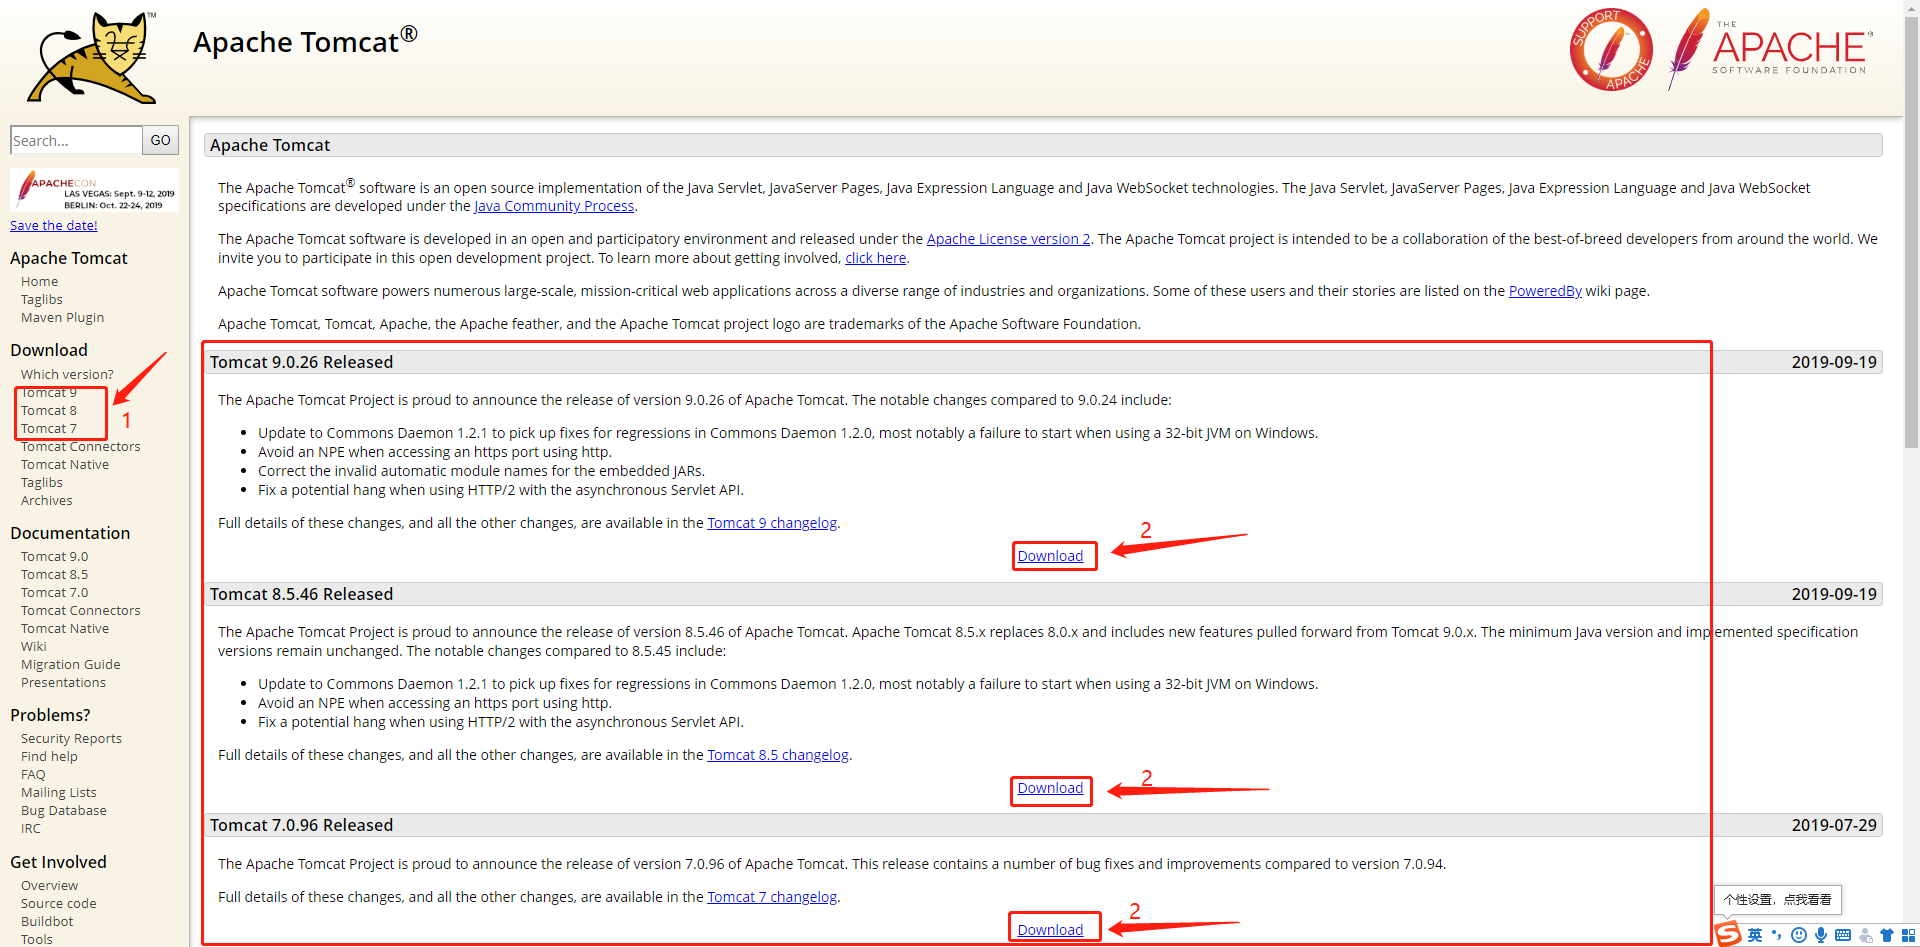 TM
Apache Tomcat®
SUPPORT
APACHE
THE
APACHE®
SOFTWARE FOUNDATION
Search...
GO
APACHECON
LAS VEGAS: Sept. 9-12, 2019
BERLIN: Oct. 22-24, 2019
Save the date!
Apache Tomcat
Home
Taglibs
Maven Plugin
Download
Which version?
Tomcat 9
Tomcat 8
Tomcat 7
1
Tomcat Connectors
Tomcat Native
Taglibs
Archives
Documentation
Tomcat 9.0
Tomcat 8.5
Tomcat 7.0
Tomcat Connectors
Tomcat Native
Wiki
Migration Guide
Presentations
Problems?
Security Reports
Find help
FAQ
Mailing Lists
Bug Database
IRC
Get Involved
Overview
Source code
Buildbot
Tools
Apache Tomcat
The Apache Tomcat® software is an open source implementation of the Java Servlet, JavaServer Pages, Java Expression Language and Java WebSocket technologies. The Java Servlet, JavaServer Pages, Java Expression Language and Java WebSocket
specifications are developed under the Java Community Process.
The Apache Tomcat software is developed in an open and participatory environment and released under the Apache License version 2. The Apache Tomcat project is intended to be a collaboration of the best-of-breed developers from around the world. We
invite you to participate in this open development project. To learn more about getting involved, click here.
Apache Tomcat software powers numerous large-scale, mission-critical web applications across a diverse range of industries and organizations. Some of these users and their stories are listed on the PoweredBy wiki page.
Apache Tomcat, Tomcat, Apache, the Apache feather, and the Apache Tomcat project logo are trademarks of the Apache Software Foundation.
Tomcat 9.0.26 Released 2019-09-19
The Apache Tomcat Project is proud to announce the release of version 9.0.26 of Apache Tomcat. The notable changes compared to 9.0.24 include:
• Update to Commons Daemon 1.2.1 to pick up fixes for regressions in Commons Daemon 1.2.0, most notably a failure to start when using a 32-bit JVM on Windows.
• Avoid an NPE when accessing an https port using http.
• Correct the invalid automatic module names for the embedded JARs.
• Fix a potential hang when using HTTP/2 with the asynchronous Servlet API.
Full details of these changes, and all the other changes, are available in the Tomcat 9 changelog.
2
Download
Tomcat 8.5.46 Released 2019-09-19
The Apache Tomcat Project is proud to announce the release of version 8.5.46 of Apache Tomcat. Apache Tomcat 8.5.x replaces 8.0.x and includes new features pulled forward from Tomcat 9.0.x. The minimum Java version and implemented specification
versions remain unchanged. The notable changes compared to 8.5.45 include:
• Update to Commons Daemon 1.2.1 to pick up fixes for regressions in Commons Daemon 1.2.0, most notably a failure to start when using a 32-bit JVM on Windows.
• Avoid an NPE when accessing an https port using http.
• Fix a potential hang when using HTTP/2 with the asynchronous Servlet API.
Full details of these changes, and all the other changes, are available in the Tomcat 8.5 changelog.
2
Download
Tomcat 7.0.96 Released 2019-07-29
The Apache Tomcat Project is proud to announce the release of version 7.0.96 of Apache Tomcat. This release contains a number of bug fixes and improvements compared to version 7.0.94.
Full details of these changes, and all the other changes, are available in the Tomcat 7 changelog.
2
Download
个性设置，点我看看
S 英